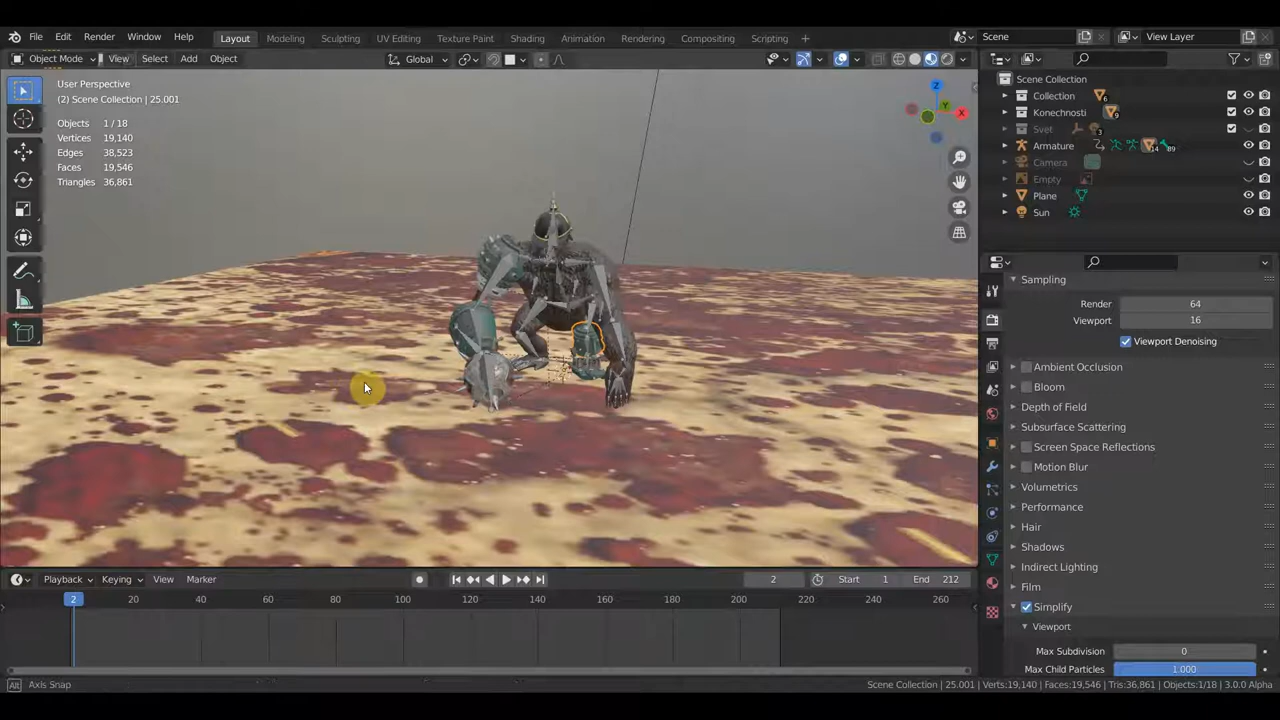 File Edit Render Window Help Layout Modeling Sculpting UV Editing Texture Paint Shading Animation Rendering Compositing Scripting + Scene View Layer
Object Mode View Select Add Object Global
User Perspective
(2) Scene Collection | 25.001
Objects 1 / 18
Vertices 19,140
Edges 38,523
Faces 19,546
Triangles 36,861
Z
Y
X
Scene Collection
Collection 6
Konechnosti 9
Svet 3
Armature 14 89
Camera
Empty
Plane
Sun
Sampling
Render 64
Viewport 16
Viewport Denoising
Ambient Occlusion
Bloom
Depth of Field
Subsurface Scattering
Screen Space Reflections
Motion Blur
Volumetrics
Performance
Hair
Shadows
Indirect Lighting
Film
Simplify
Viewport
Max Subdivision 0
Max Child Particles 1.000
Playback Keying View Marker 2 Start 1 End 212
2 20 40 60 80 100 120 140 160 180 200 220 240 260
Alt Axis Snap Scene Collection | 25.001 | Verts:19,140 | Faces:19,546 | Tris:36,861 | Objects:1/18 | 3.0.0 Alpha